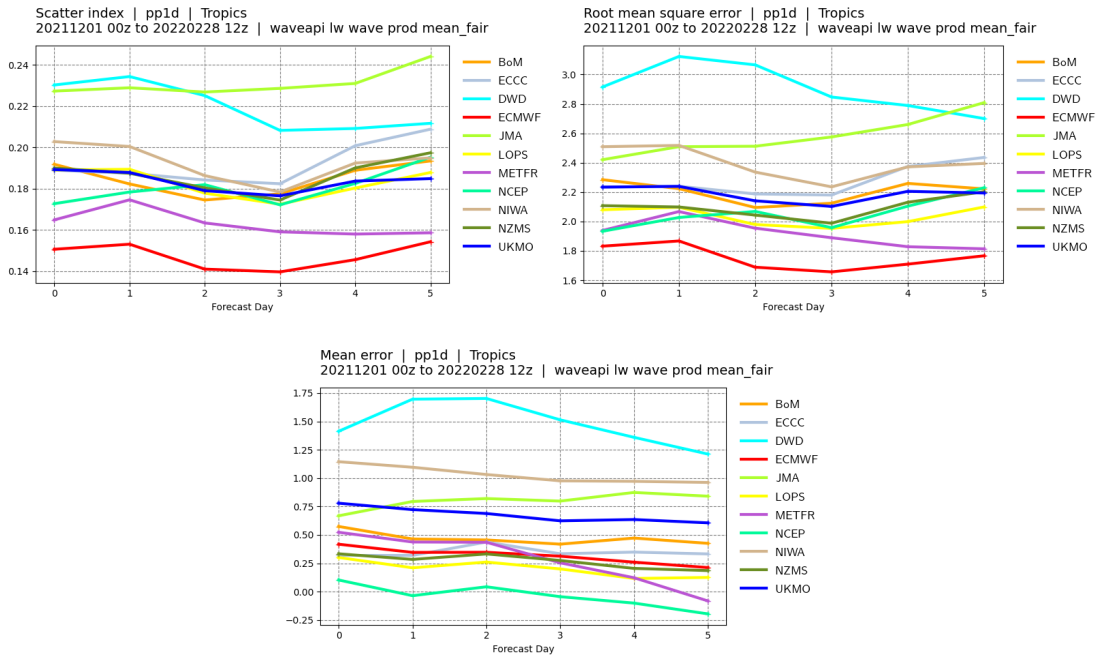 Scatter index | pp1d | Tropics
20211201 00z to 20220228 12z | waveapi lw wave prod mean_fair
0.24
0.22
0.20
0.18
0.16
0.14
0
1
2
3
4
5
Forecast Day
BoM
ECCC
DWD
ECMWF
JMA
LOPS
METFR
NCEP
NIWA
NZMS
UKMO
Root mean square error | pp1d | Tropics
20211201 00z to 20220228 12z | waveapi lw wave prod mean_fair
3.0
2.8
2.6
2.4
2.2
2.0
1.8
1.6
0
1
2
3
4
5
Forecast Day
BoM
ECCC
DWD
ECMWF
JMA
LOPS
METFR
NCEP
NIWA
NZMS
UKMO
Mean error | pp1d | Tropics
20211201 00z to 20220228 12z | waveapi lw wave prod mean_fair
1.75
1.50
1.25
1.00
0.75
0.50
0.25
0.00
−0.25
0
1
2
3
4
5
Forecast Day
BoM
ECCC
DWD
ECMWF
JMA
LOPS
METFR
NCEP
NIWA
NZMS
UKMO